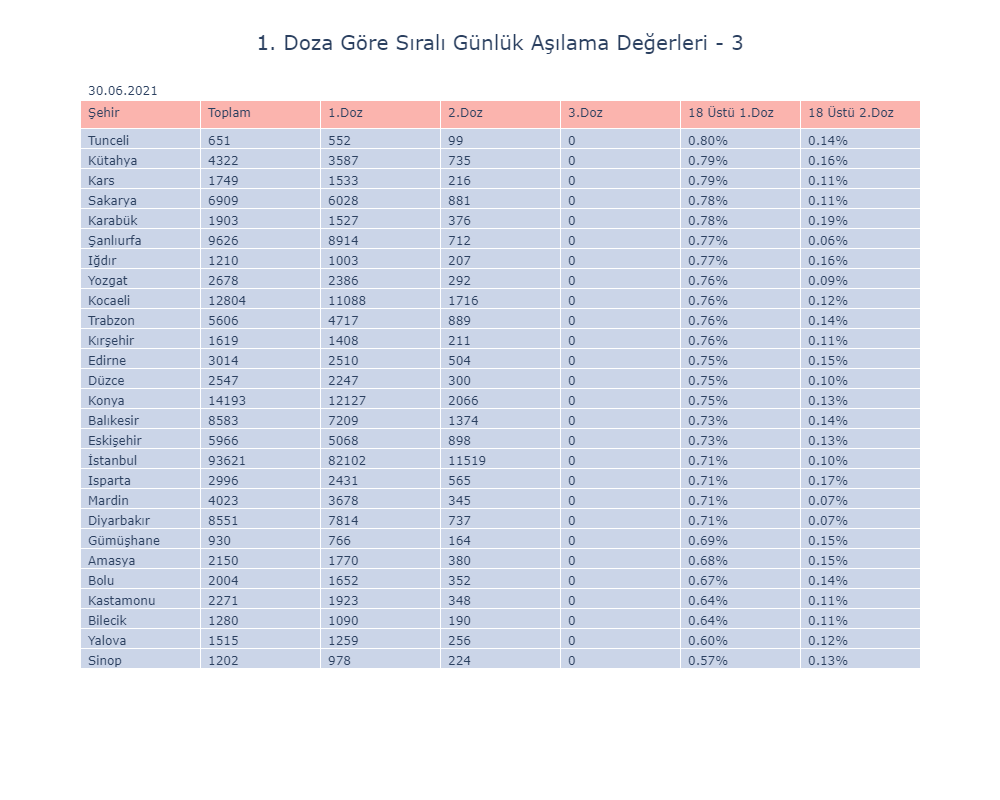 1. Doza Göre Sıralı Günlük Aşılama Değerleri - 3
30.06.2021
Şehir Toplam 1.Doz 2.Doz 3.Doz 18 Üstü 1.Doz 18 Üstü 2.Doz
Tunceli 651 552 99 0 0.80% 0.14%
Kütahya 4322 3587 735 0 0.79% 0.16%
Kars 1749 1533 216 0 0.79% 0.11%
Sakarya 6909 6028 881 0 0.78% 0.11%
Karabük 1903 1527 376 0 0.78% 0.19%
Şanlıurfa 9626 8914 712 0 0.77% 0.06%
Iğdır 1210 1003 207 0 0.77% 0.16%
Yozgat 2678 2386 292 0 0.76% 0.09%
Kocaeli 12804 11088 1716 0 0.76% 0.12%
Trabzon 5606 4717 889 0 0.76% 0.14%
Kırşehir 1619 1408 211 0 0.76% 0.11%
Edirne 3014 2510 504 0 0.75% 0.15%
Düzce 2547 2247 300 0 0.75% 0.10%
Konya 14193 12127 2066 0 0.75% 0.13%
Balıkesir 8583 7209 1374 0 0.73% 0.14%
Eskişehir 5966 5068 898 0 0.73% 0.13%
İstanbul 93621 82102 11519 0 0.71% 0.10%
Isparta 2996 2431 565 0 0.71% 0.17%
Mardin 4023 3678 345 0 0.71% 0.07%
Diyarbakır 8551 7814 737 0 0.71% 0.07%
Gümüşhane 930 766 164 0 0.69% 0.15%
Amasya 2150 1770 380 0 0.68% 0.15%
Bolu 2004 1652 352 0 0.67% 0.14%
Kastamonu 2271 1923 348 0 0.64% 0.11%
Bilecik 1280 1090 190 0 0.64% 0.11%
Yalova 1515 1259 256 0 0.60% 0.12%
Sinop 1202 978 224 0 0.57% 0.13%